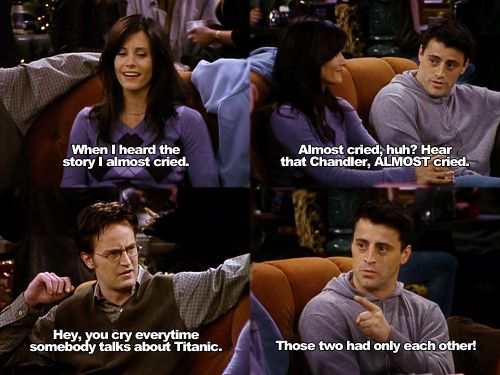 When I heard the
story I almost cried.
Almost cried, huh? Hear
that Chandler, ALMOST cried.
Hey, you cry everytime
somebody talks about Titanic.
Those two had only each other!